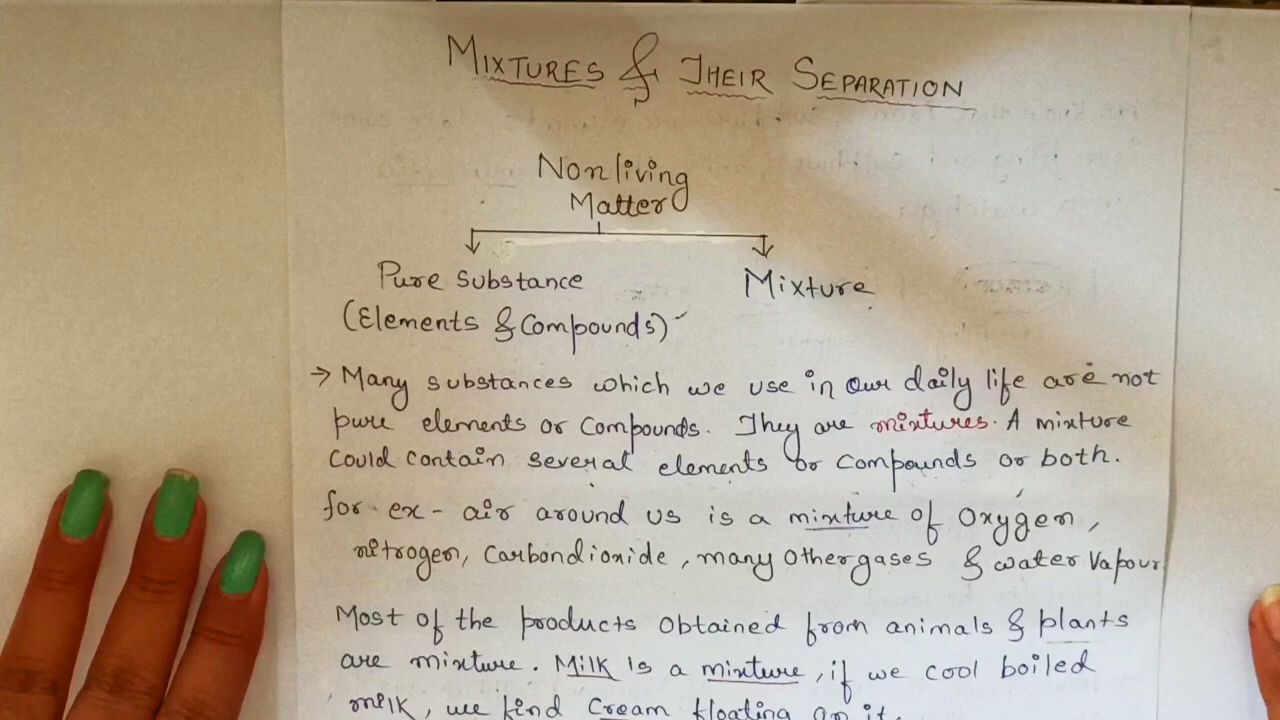 MIXTURES & THEIR SEPARATION
Nonliving
Matter
Pure Substance
Mixture
(Elements & Compounds)
→ Many substances which we use in our daily life are not
pure elements or compounds. They are mixtures. A mixture
could contain several elements or compounds or both.
for ex - air around us is a mixture of oxygen,
nitrogen, carbondioxide, many other gases & water vapour
Most of the products obtained from animals & plants
are mixture. Milk is a mixture, if we cool boiled
milk, we find cream floating on it.